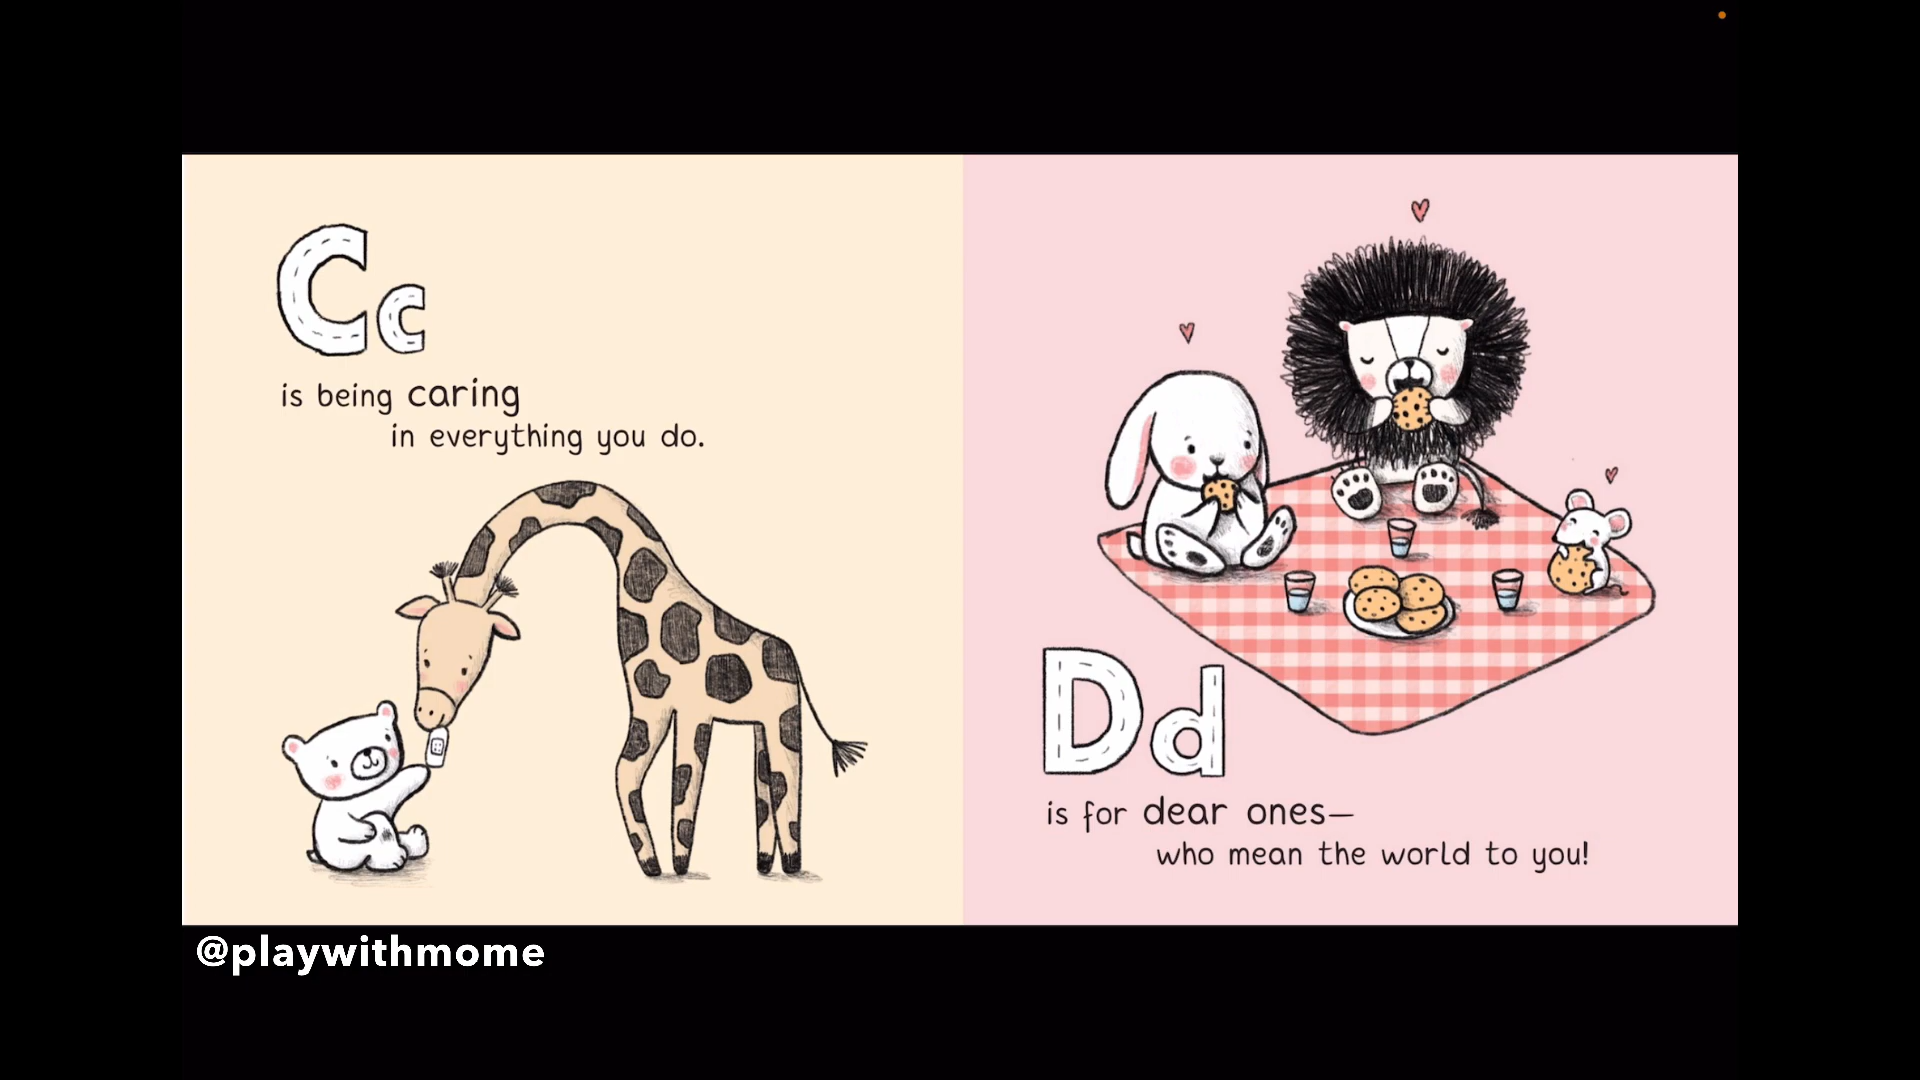 Cc
is being caring
in everything you do.
Dd
is for dear ones—
who mean the world to you!
@playwithmome